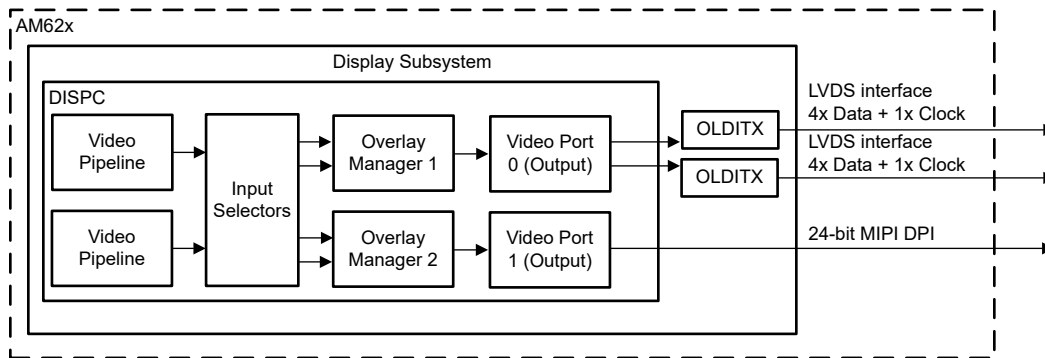 AM62x
Display Subsystem
DISPC
Video
Pipeline
Video
Pipeline
Input
Selectors
Overlay
Manager 1
Overlay
Manager 2
Video Port
0 (Output)
Video Port
1 (Output)
OLDITX
OLDITX
LVDS interface
4x Data + 1x Clock
LVDS interface
4x Data + 1x Clock
24-bit MIPI DPI